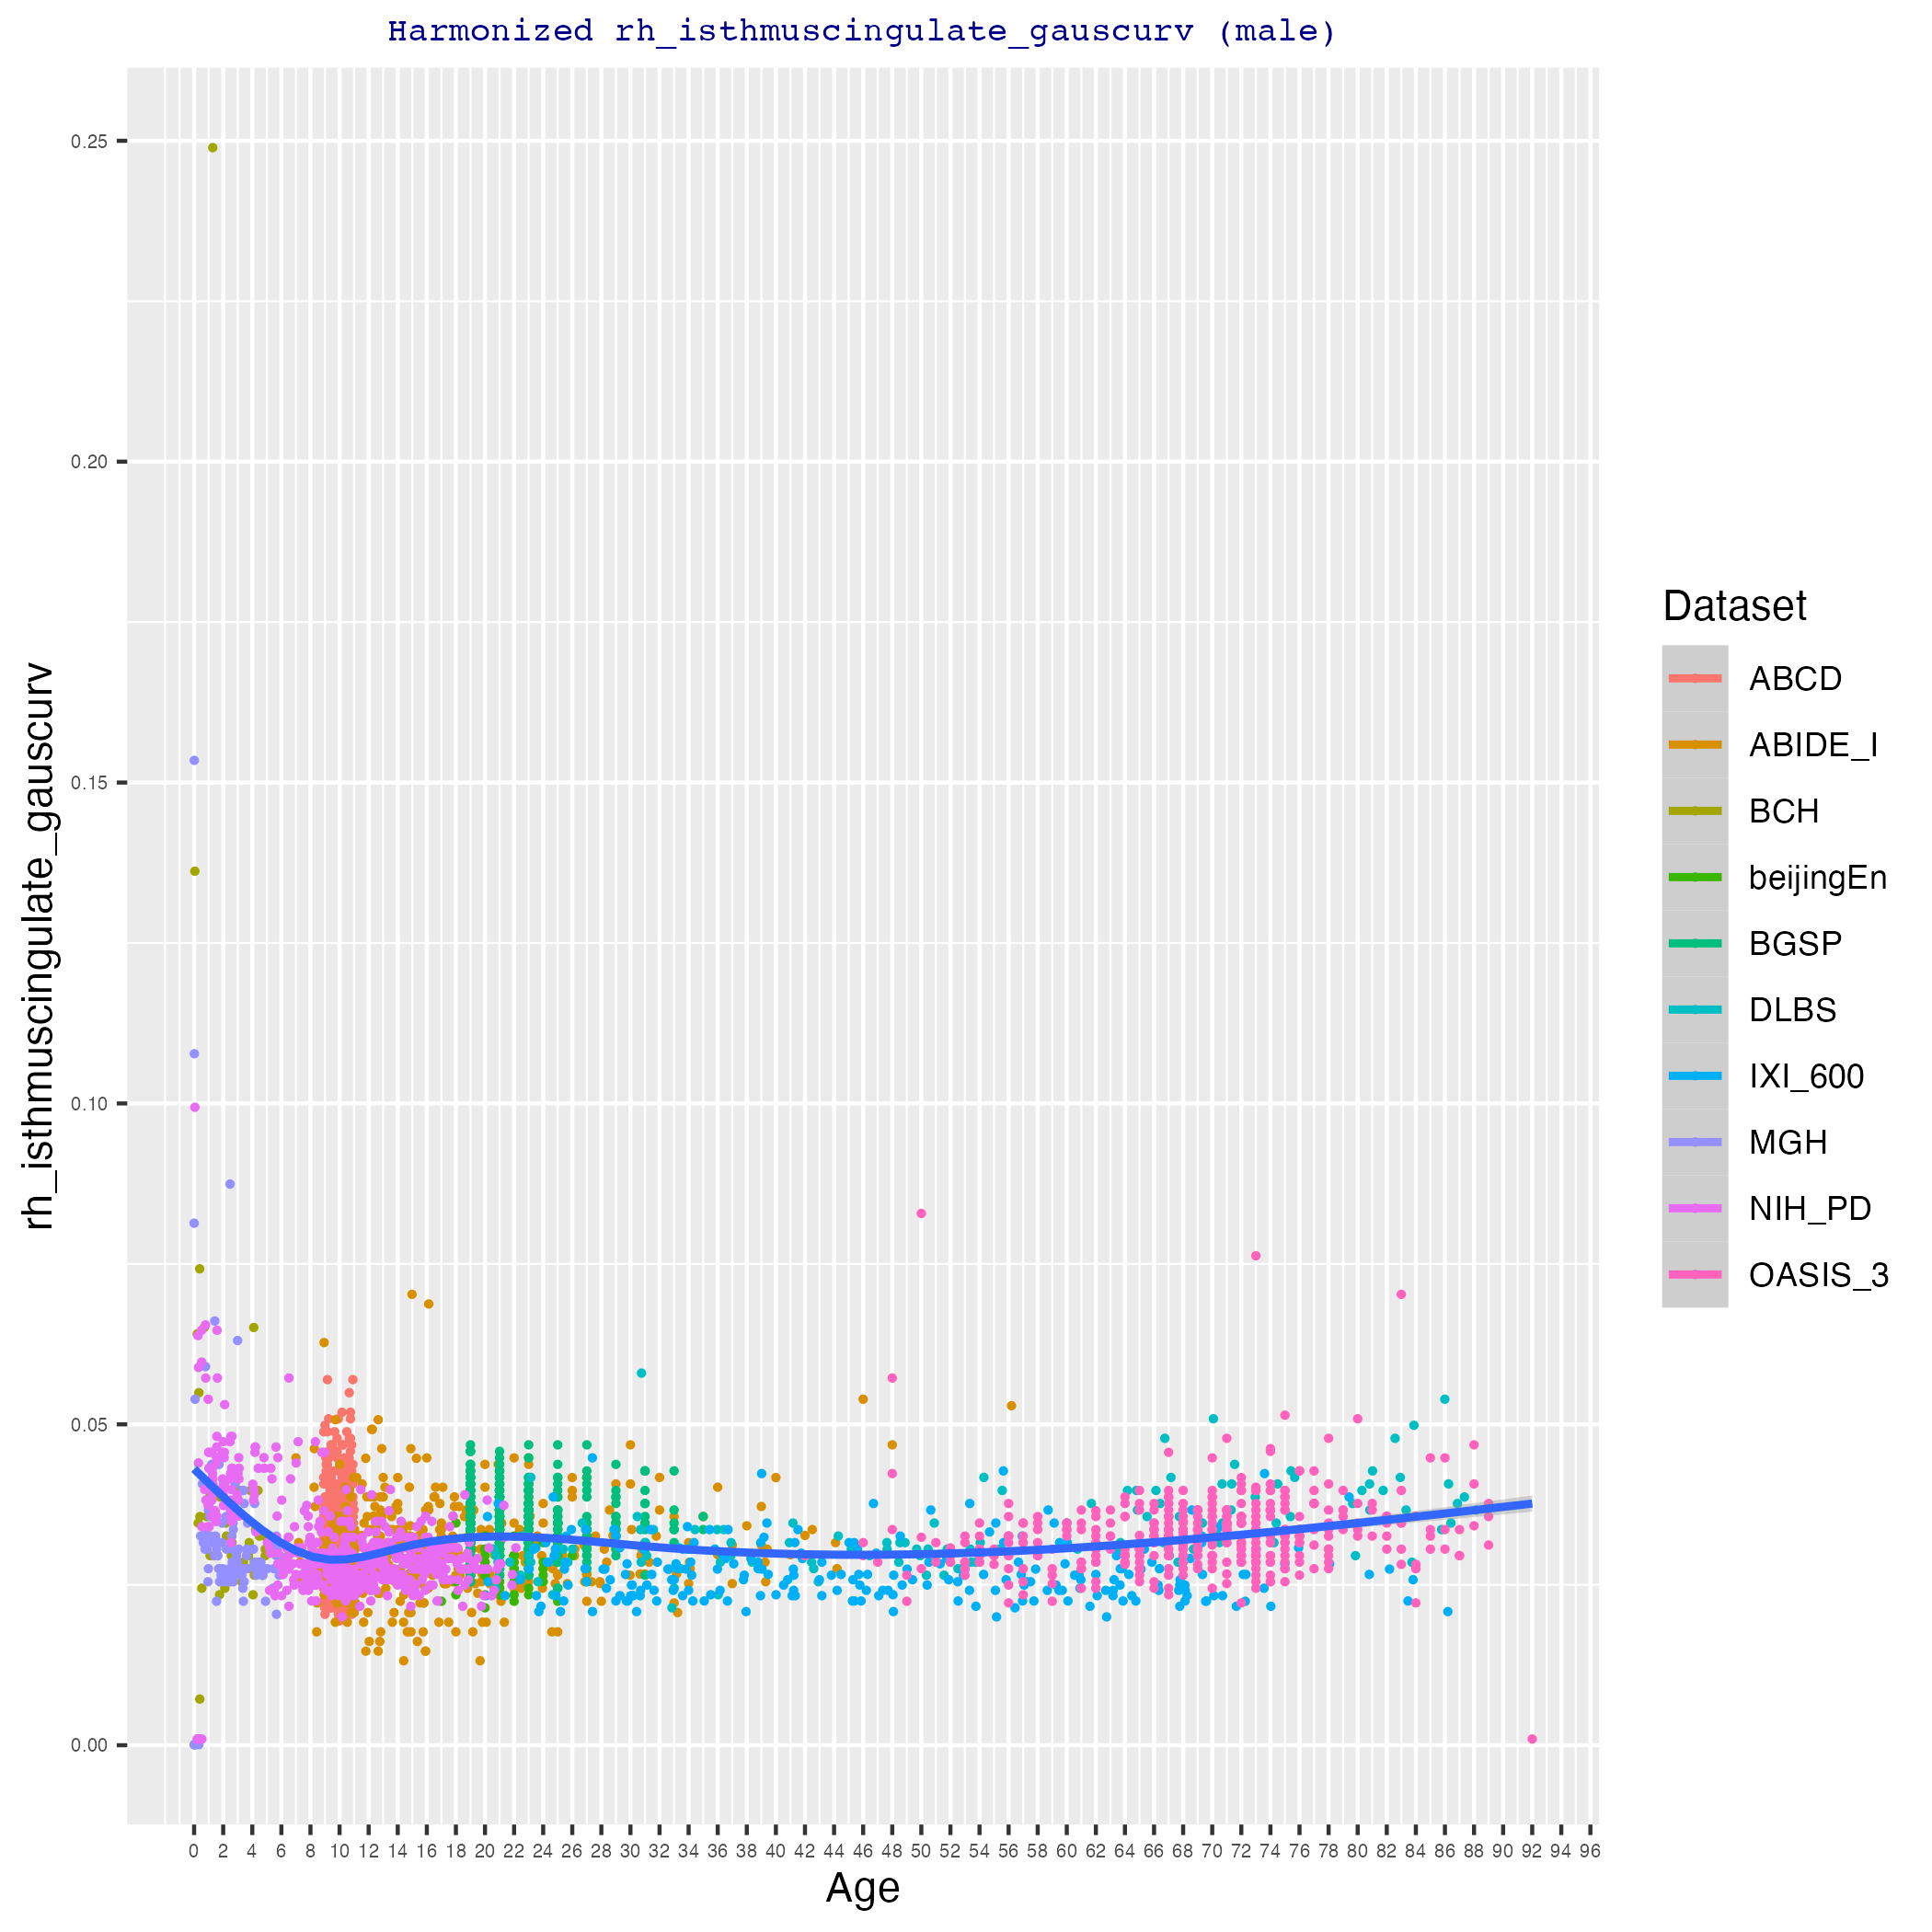 Harmonized rh_isthmuscingulate_gauscurv (male)
rh_isthmuscingulate_gauscurv
0.25
0.20
0.15
0.10
0.05
0.00
0 2 4 6 8 10 12 14 16 18 20 22 24 26 28 30 32 34 36 38 40 42 44 46 48 50 52 54 56 58 60 62 64 66 68 70 72 74 76 78 80 82 84 86 88 90 92 94 96
Age
Dataset
ABCD
ABIDE_I
BCH
beijingEn
BGSP
DLBS
IXI_600
MGH
NIH_PD
OASIS_3